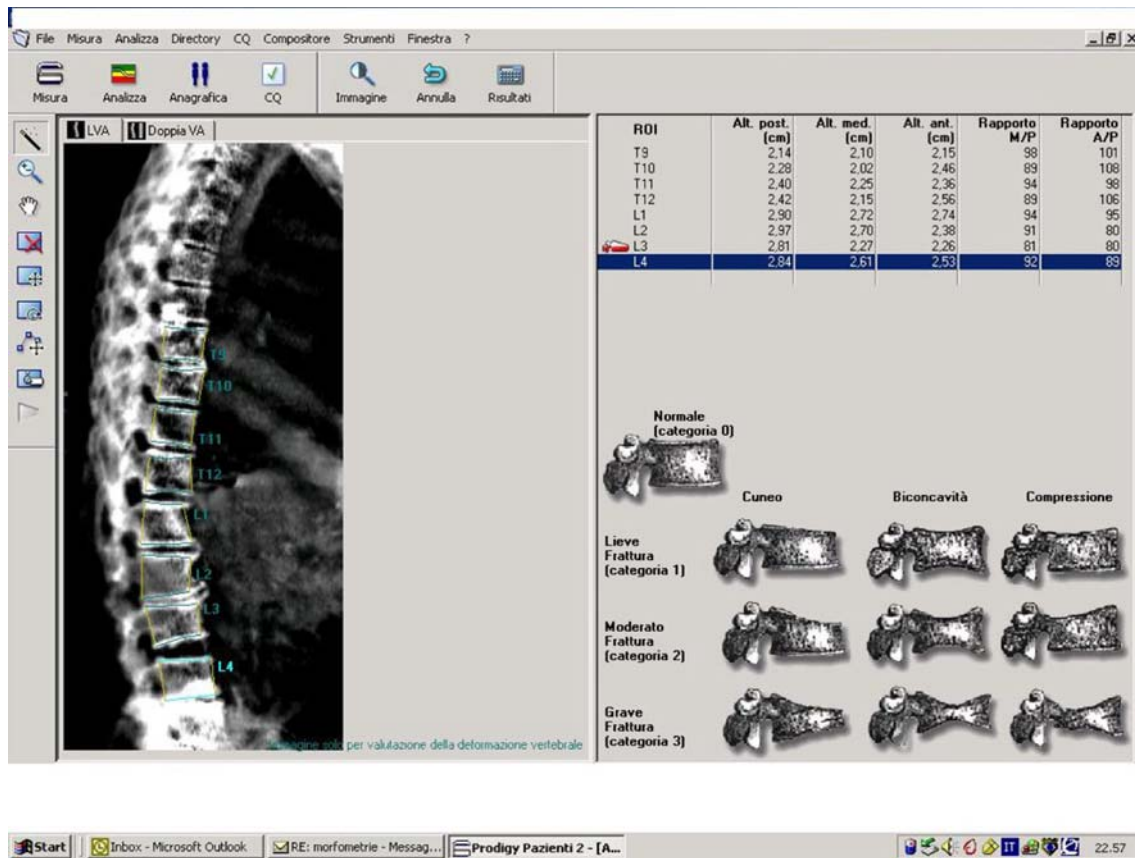 File Misura Analizza Directory CQ Compositore Strumenti Finestra ?
Misura Analizza Anagrafica CQ Immagine Annulla Risultati
LVA Doppia VA
ROI Alt. post. (cm) Alt. med. (cm) Alt. ant. (cm) Rapporto M/P Rapporto A/P
T9 2,14 2,10 2,15 98 101
T10 2,28 2,02 2,46 89 108
T11 2,40 2,25 2,36 94 98
T12 2,42 2,15 2,56 89 106
L1 2,90 2,72 2,74 94 95
L2 2,97 2,70 2,38 91 80
L3 2,81 2,27 2,26 81 80
L4 2,84 2,61 2,53 92 89
T9
T10
T11
T12
L1
L2
L3
L4
solo per valutazione della deformazione vertebrale
Normale
(categoria 0)
Cuneo Biconcavità Compressione
Lieve
Frattura
(categoria 1)
Moderato
Frattura
(categoria 2)
Grave
Frattura
(categoria 3)
Start Inbox - Microsoft Outlook RE: morfometrie - Messag... Prodigy Pazienti 2 - [A... IT 22.57